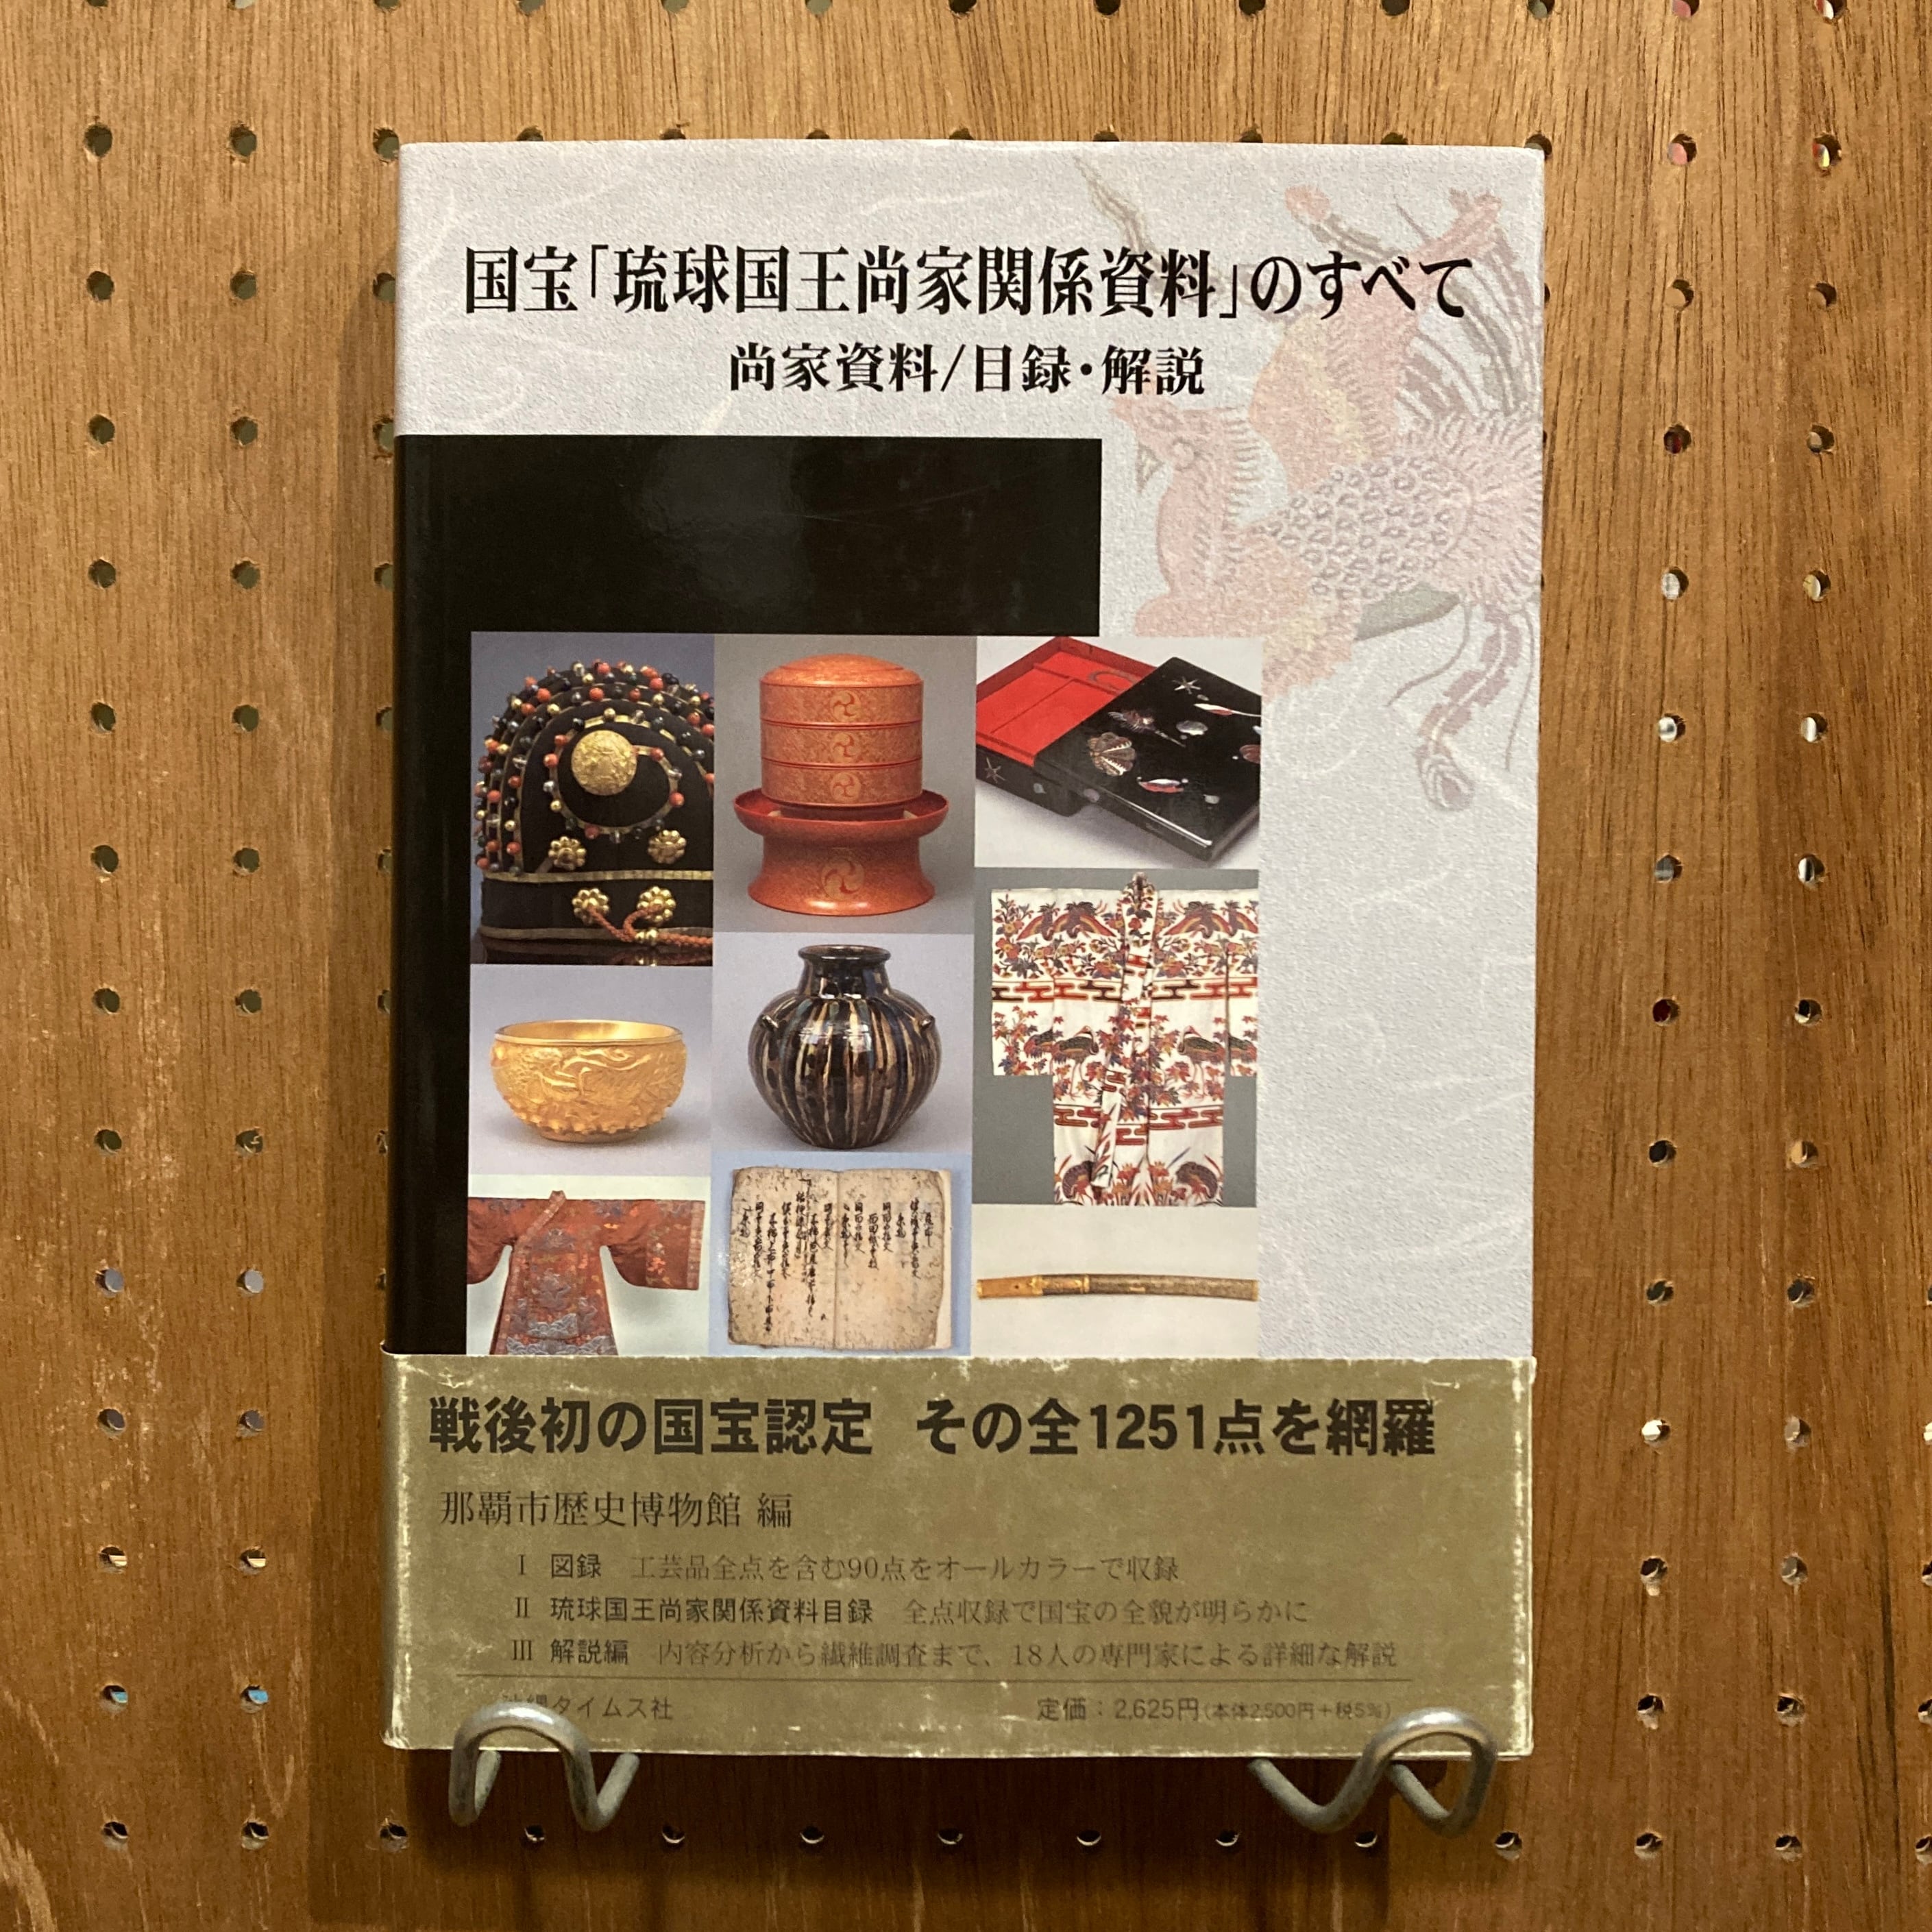 国宝「琉球国王尚家関係資料」のすべて
尚家資料/目録・解説
戦後初の国宝認定 その全1251点を網羅
那覇市歴史博物館 編
Ⅰ 図録 工芸品全点を含む90点をオールカラーで収録
Ⅱ 琉球国王尚家関係資料目録 全点収録で国宝の全貌が明らかに
Ⅲ 解説編 内容分析から繊維調査まで、18人の専門家による詳細な解説
沖縄タイムス社 定価：2,625円(本体2,500円＋税5%)